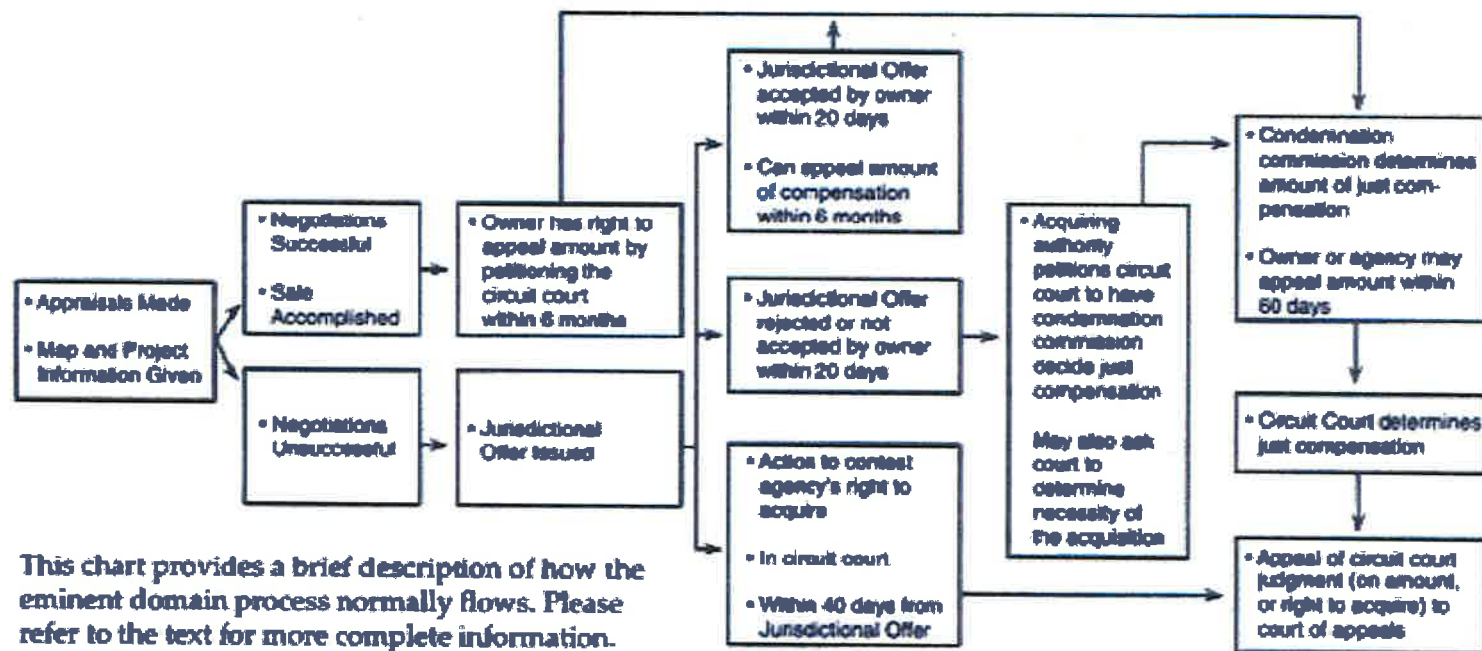 • Appraisals Made
• Map and Project
Information Given
• Negotiations
Successful
• Sale
Accomplished
• Negotiations
Unsuccessful
• Owner has right to
appeal amount by
petitioning the
circuit court
within 6 months
• Jurisdictional
Offer Issued
• Jurisdictional Offer
accepted by owner
within 20 days
• Can appeal amount
of compensation
within 6 months
• Jurisdictional Offer
rejected or not
accepted by owner
within 20 days
• Action to contest
agency's right to
acquire
• In circuit court
• Within 40 days from
Jurisdictional Offer
• Acquiring
authority
petitions circuit
court to have
condemnation
commission
decide just
compensation
May also ask
court to
determine
necessity of
the acquisition
• Condemnation
commission determines
amount of just com-
pensation
• Owner or agency may
appeal amount within
60 days
• Circuit Court determines
just compensation
• Appeal of circuit court
judgment (on amount,
or right to acquire) to
court of appeals
This chart provides a brief description of how the
eminent domain process normally flows. Please
refer to the text for more complete information.